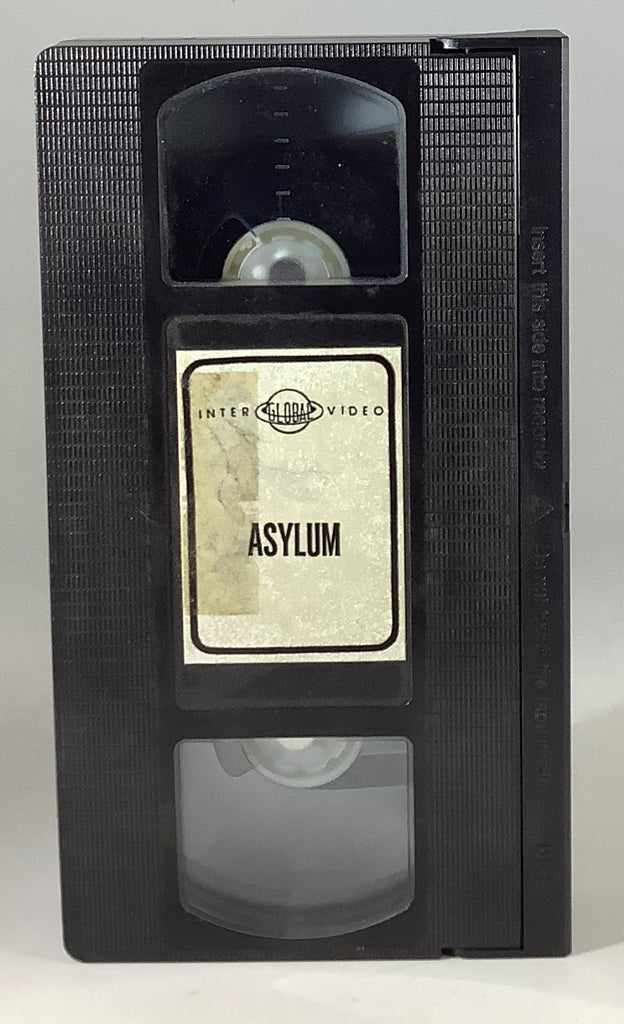 INTER GLOBAL VIDEO
ASYLUM
Insert this side into recorder